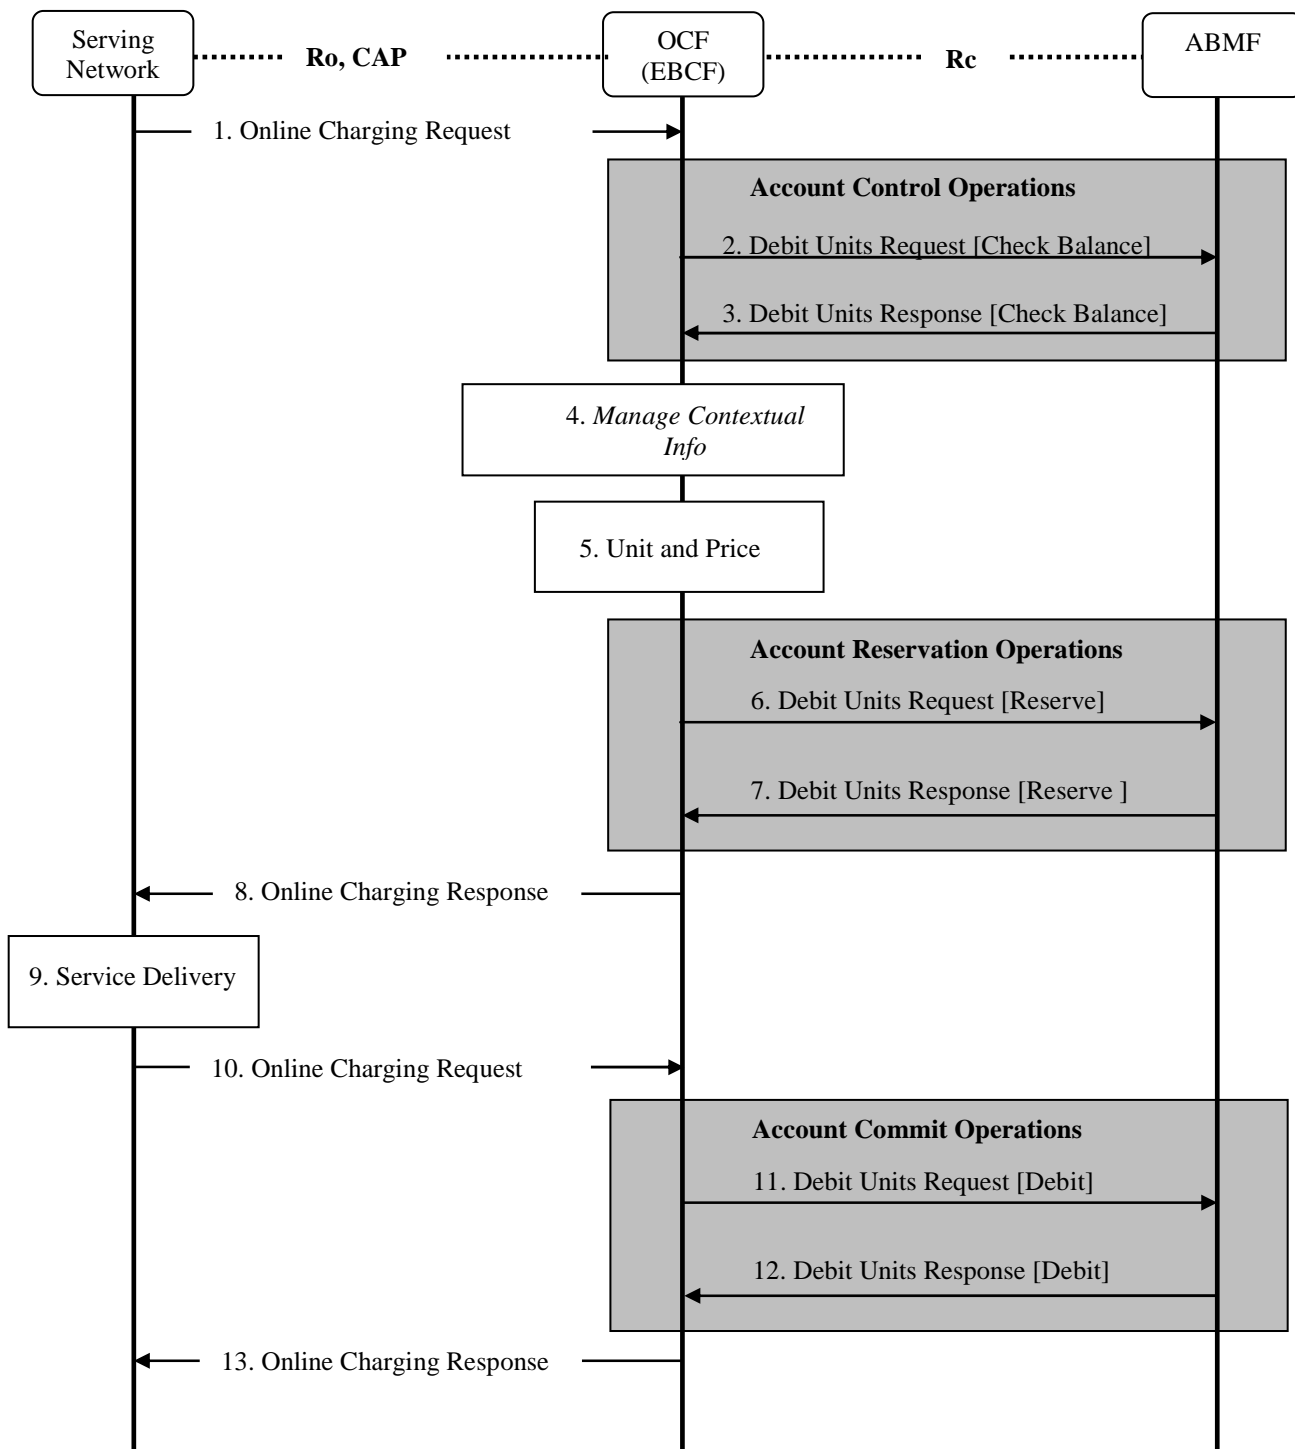 Serving
Network
Ro, CAP
OCF
(EBCF)
Rc
ABMF
1. Online Charging Request
Account Control Operations
2. Debit Units Request [Check Balance]
3. Debit Units Response [Check Balance]
4. Manage Contextual
Info
5. Unit and Price
Account Reservation Operations
6. Debit Units Request [Reserve]
7. Debit Units Response [Reserve ]
8. Online Charging Response
9. Service Delivery
10. Online Charging Request
Account Commit Operations
11. Debit Units Request [Debit]
12. Debit Units Response [Debit]
13. Online Charging Response